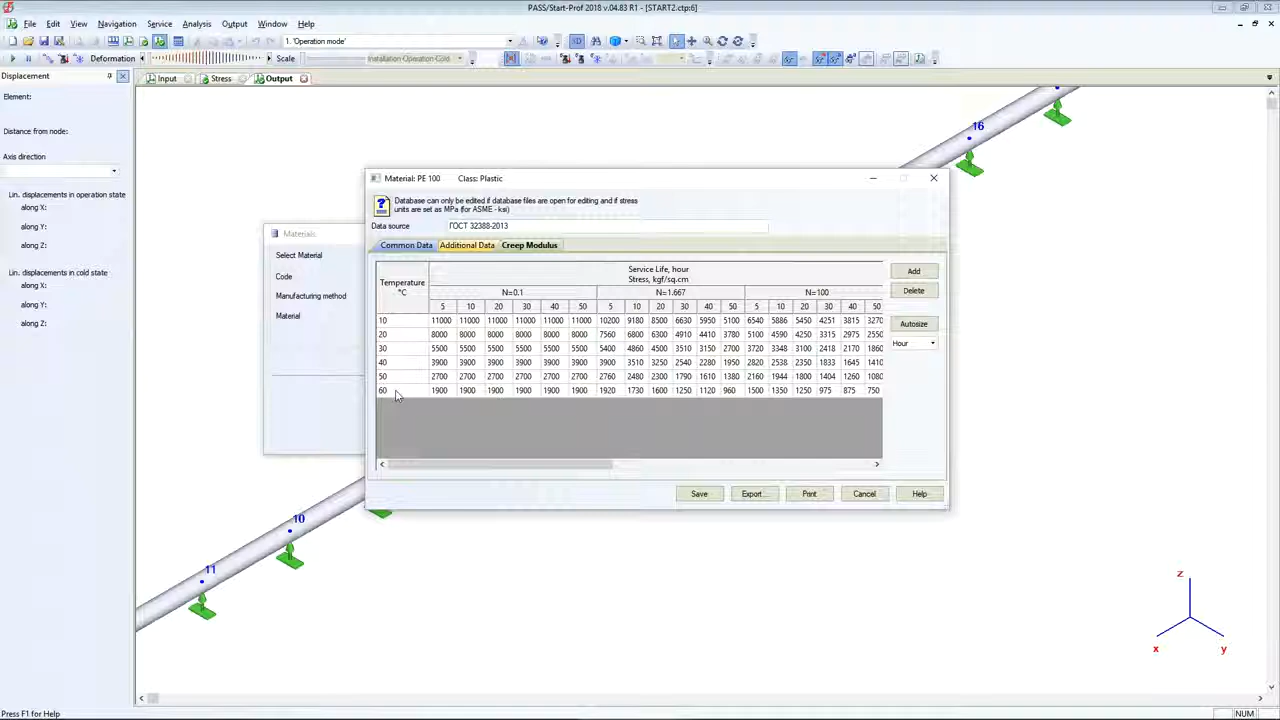 PASS/Start-Prof 2018 v.04.83 R1 - [START2.ctp:6]
File Edit View Navigation Service Analysis Output Window Help
1. 'Operation mode'
Deformation Scale Installation-Operation-Cold
Displacement
Input Stress Output
Element:
Distance from node:
Axis direction
Lin. displacements in operation state
along X:
along Y:
along Z:
Lin. displacements in cold state
along X:
along Y:
along Z:
Materials
Select Material
Code
Manufacturing method
Material
Material: PE 100 Class: Plastic
Database can only be edited if database files are open for editing and if stress
units are set as MPa (for ASME - ksi)
Data source ГОСТ 32388-2013
Common Data Additional Data Creep Modulus
Temperature
°C
Service Life, hour
Stress, kgf/sq.cm
N=0.1 N=1.667 N=100
5 10 20 30 40 50 5 10 20 30 40 50 5 10 20 30 40 50
10 11000 11000 11000 11000 11000 11000 10200 9180 8500 6630 5950 5100 6540 5886 5450 4251 3815 3270
20 8000 8000 8000 8000 8000 8000 7560 6800 6300 4910 4410 3780 5100 4590 4250 3315 2975 2550
30 5500 5500 5500 5500 5500 5500 5400 4860 4500 3510 3150 2700 3720 3348 3100 2418 2170 1860
40 3900 3900 3900 3900 3900 3900 3900 3510 3250 2540 2280 1950 2820 2538 2350 1833 1645 1410
50 2700 2700 2700 2700 2700 2700 2760 2480 2300 1790 1610 1380 2160 1944 1800 1404 1260 1080
60 1900 1900 1900 1900 1900 1900 1920 1730 1600 1250 1120 960 1500 1350 1250 975 875 750
Add
Delete
Autosize
Hour
Save Export... Print Cancel Help
16
10
11
z
x y
Press F1 for Help
NUM